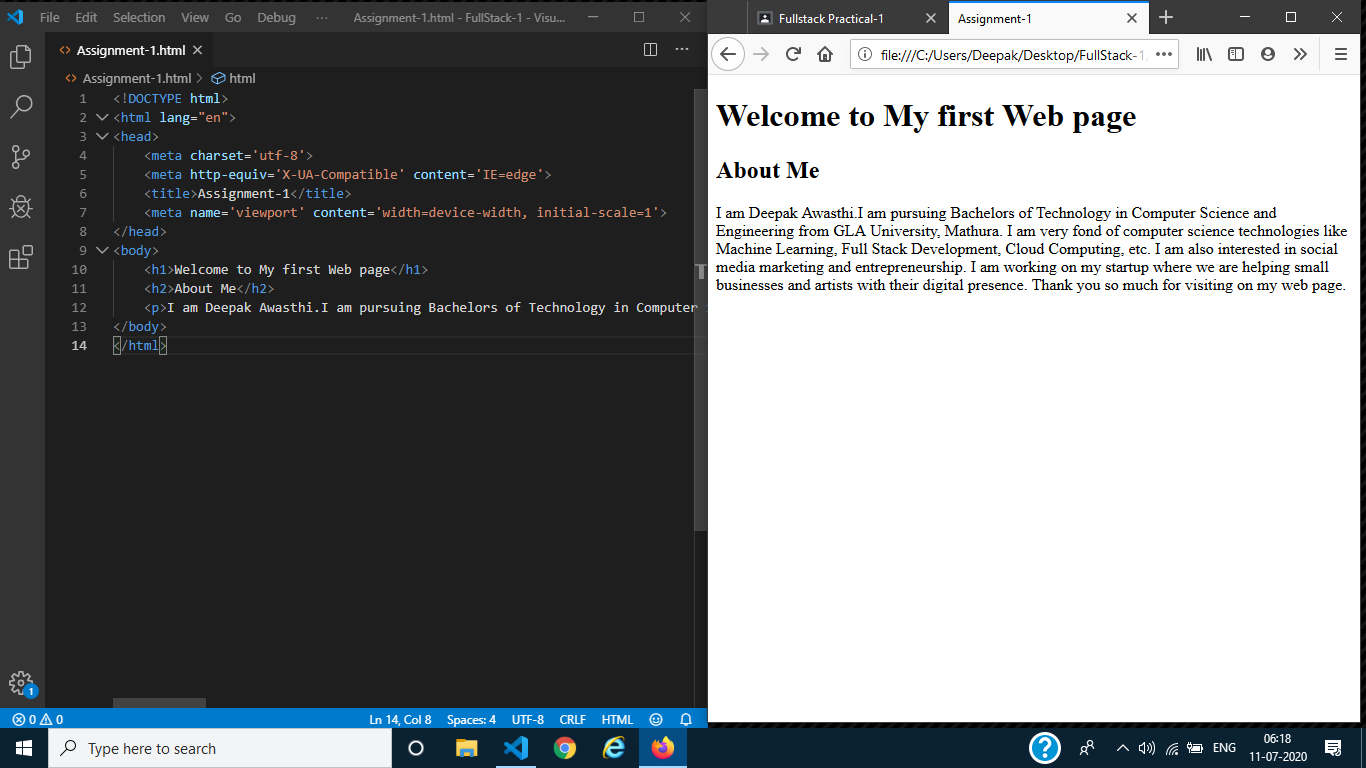 File Edit Selection View Go Debug ··· Assignment-1.html - FullStack-1 - Visu...
Assignment-1.html
Assignment-1.html > html
1 <!DOCTYPE html>
2 <html lang="en">
3 <head>
4 <meta charset='utf-8'>
5 <meta http-equiv='X-UA-Compatible' content='IE=edge'>
6 <title>Assignment-1</title>
7 <meta name='viewport' content='width=device-width, initial-scale=1'>
8 </head>
9 <body>
10 <h1>Welcome to My first Web page</h1>
11 <h2>About Me</h2>
12 <p>I am Deepak Awasthi.I am pursuing Bachelors of Technology in Computer
13 </body>
14 </html>
1
0 0 Ln 14, Col 8 Spaces: 4 UTF-8 CRLF HTML
Fullstack Practical-1 Assignment-1
file:///C:/Users/Deepak/Desktop/FullStack-1
Welcome to My first Web page
About Me
I am Deepak Awasthi.I am pursuing Bachelors of Technology in Computer Science and
Engineering from GLA University, Mathura. I am very fond of computer science technologies like
Machine Learning, Full Stack Development, Cloud Computing, etc. I am also interested in social
media marketing and entrepreneurship. I am working on my startup where we are helping small
businesses and artists with their digital presence. Thank you so much for visiting on my web page.
Type here to search
ENG
06:18
11-07-2020